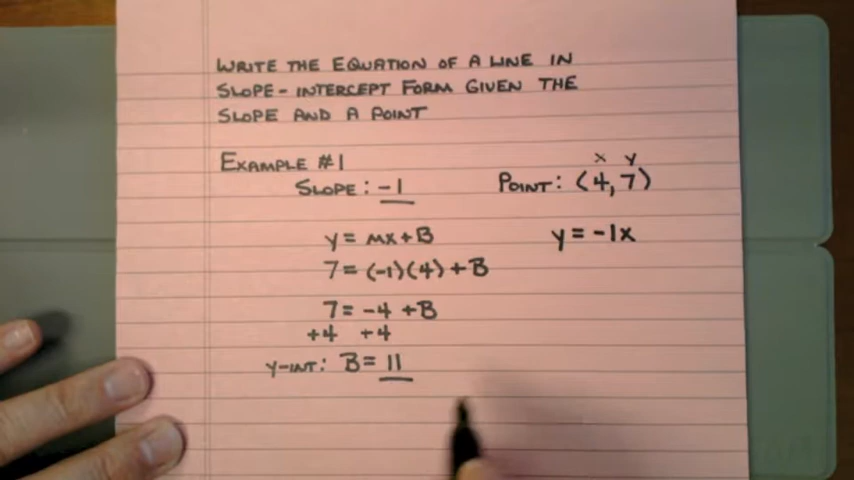 WRITE THE EQUATION OF A LINE IN
SLOPE-INTERCEPT FORM GIVEN THE
SLOPE AND A POINT
EXAMPLE #1
x y
SLOPE: -1 POINT: (4,7)
y = mx+B y = -1x
7 = (-1)(4) + B
7 = -4 + B
+4 +4
Y-INT: B = 11